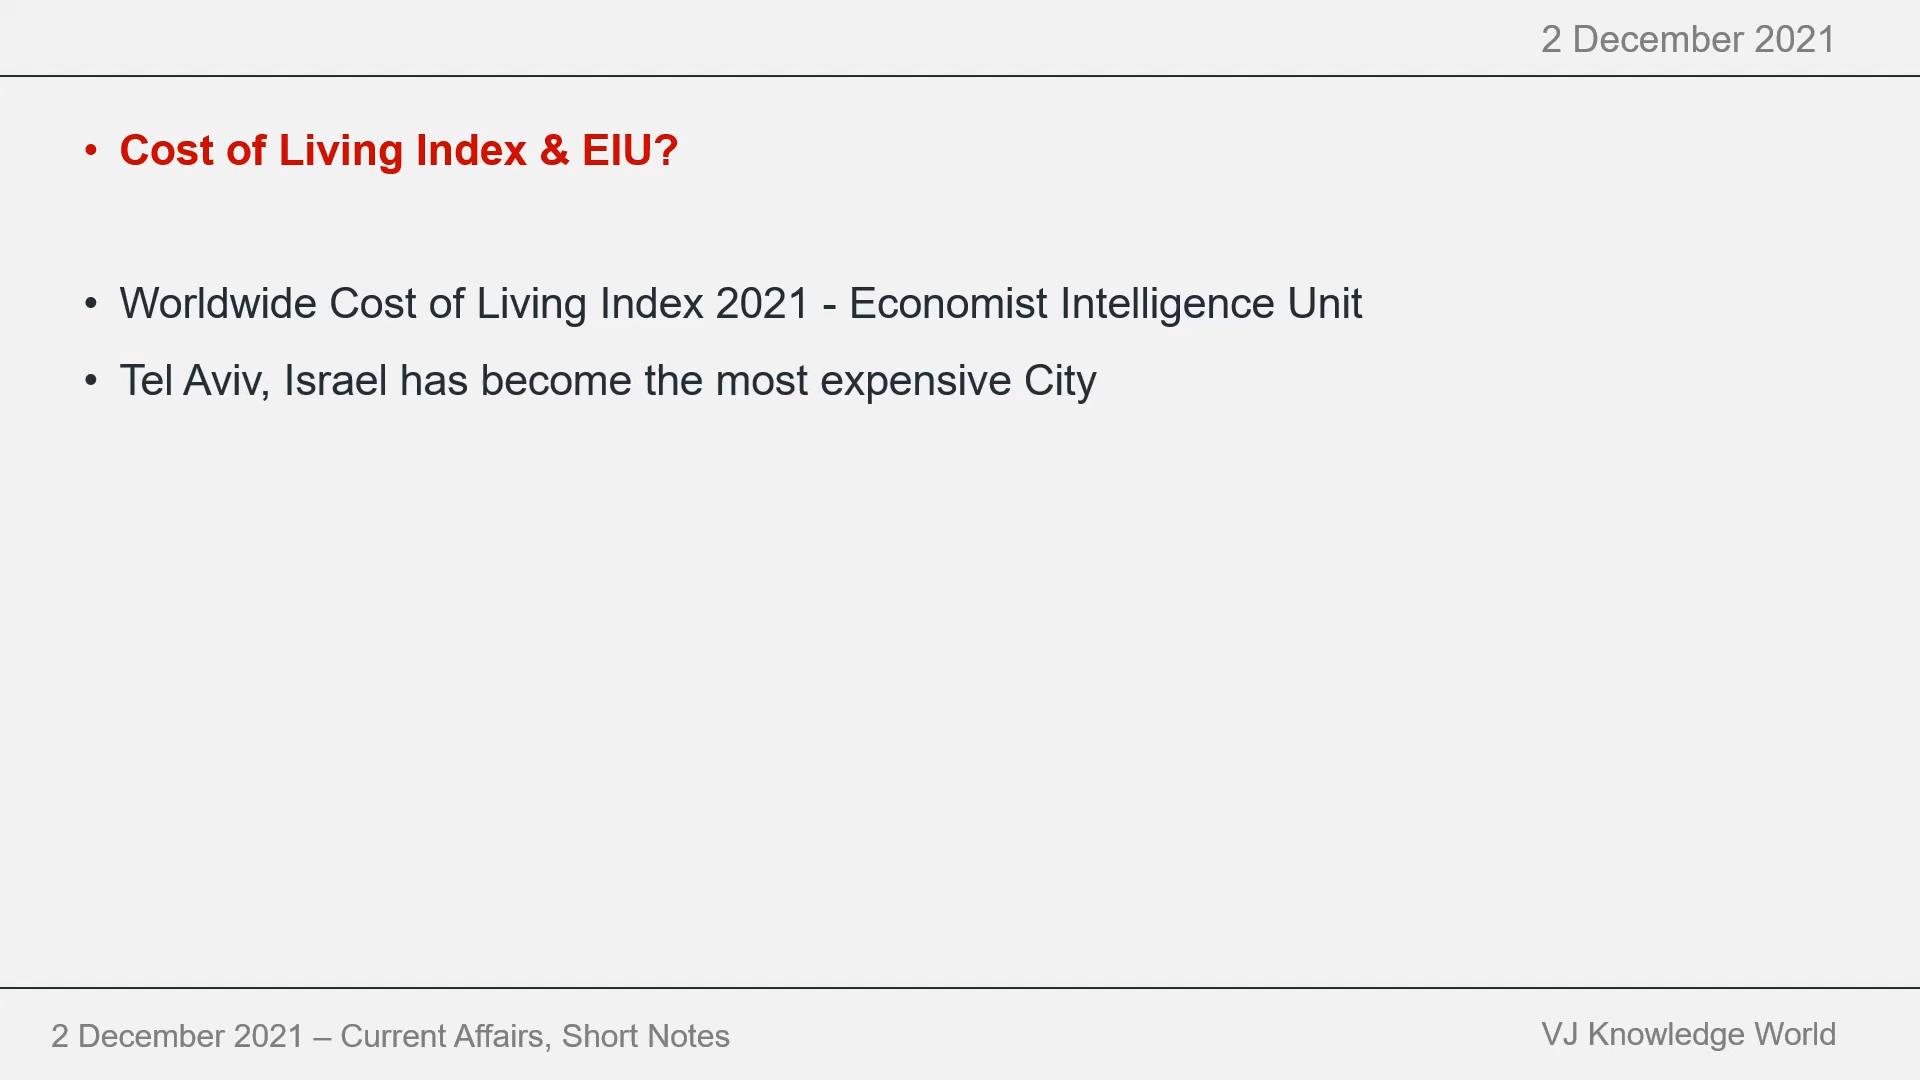 2 December 2021
• Cost of Living Index & EIU?
• Worldwide Cost of Living Index 2021 - Economist Intelligence Unit
• Tel Aviv, Israel has become the most expensive City
2 December 2021 – Current Affairs, Short Notes
VJ Knowledge World